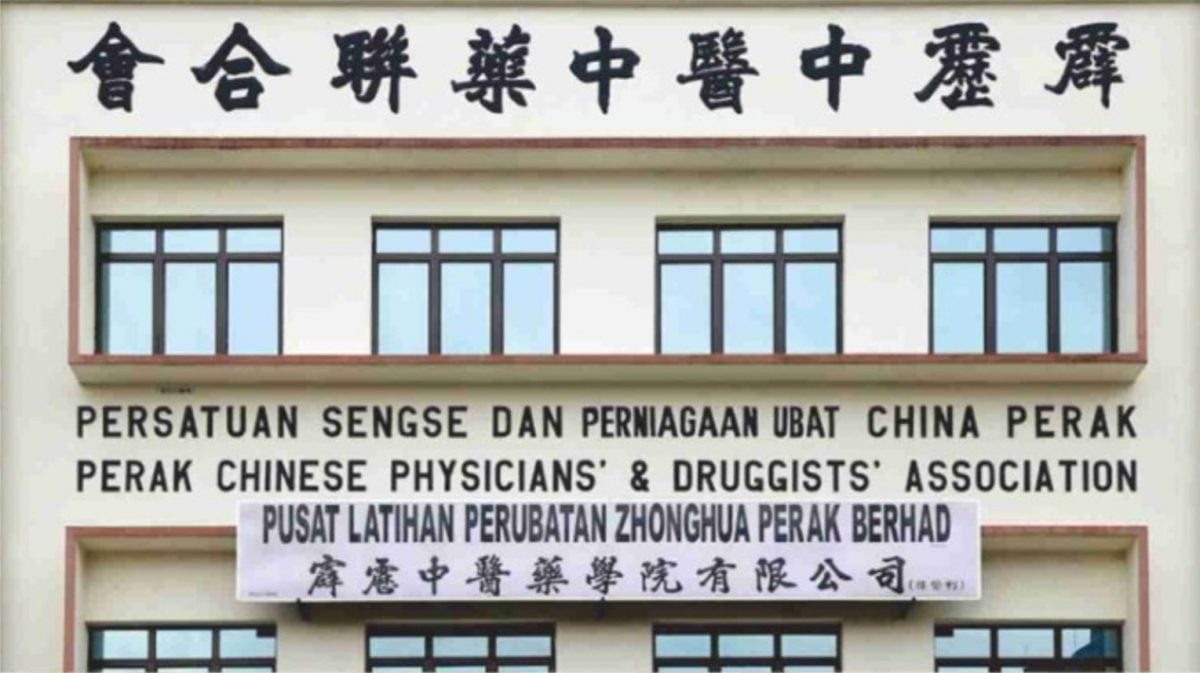 霹靂中醫中藥聯合會
PERSATUAN SENGSE DAN PERNIAGAAN UBAT CHINA PERAK
PERAK CHINESE PHYSICIANS' & DRUGGISTS' ASSOCIATION
PUSAT LATIHAN PERUBATAN ZHONGHUA PERAK BERHAD
霹靂中醫藥學院有限公司